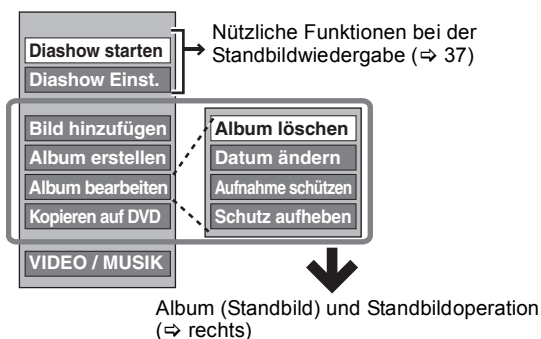 Diashow starten
Diashow Einst.
Nützliche Funktionen bei der
Standbildwiedergabe (⇨ 37)
Bild hinzufügen
Album erstellen
Album bearbeiten
Kopieren auf DVD
VIDEO / MUSIK
Album löschen
Datum ändern
Aufnahme schützen
Schutz aufheben
Album (Standbild) und Standbildoperation
(⇨ rechts)